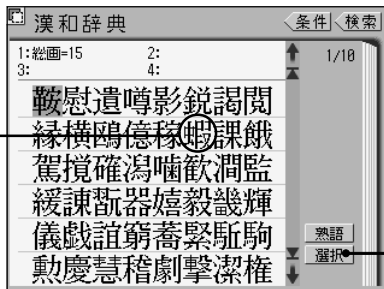 漢和辞典
条件
検索
1:総画=15 2:
3: 4:
1/10
鞍慰遺噂影鋭謁閲
縁横鴎億稼蝦課餓
駕撹確潟噛歓澗監
緩諌翫器嬉毅畿輝
儀戯誼窮蕎緊駈駒
勲慶慧稽劇撃潔権
熟語
選択